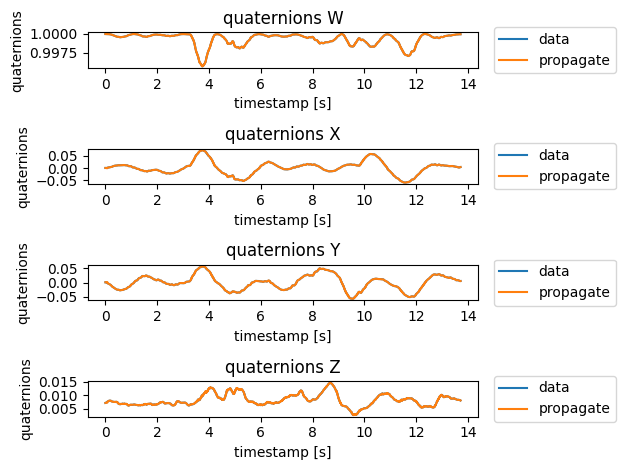 quaternions W
quaternions
1.0000
0.9975
0 2 4 6 8 10 12 14
timestamp [s]
data
propagate
quaternions X
quaternions
0.05
0.00
−0.05
0 2 4 6 8 10 12 14
timestamp [s]
data
propagate
quaternions Y
quaternions
0.05
0.00
−0.05
0 2 4 6 8 10 12 14
timestamp [s]
data
propagate
quaternions Z
quaternions
0.015
0.010
0.005
0 2 4 6 8 10 12 14
timestamp [s]
data
propagate